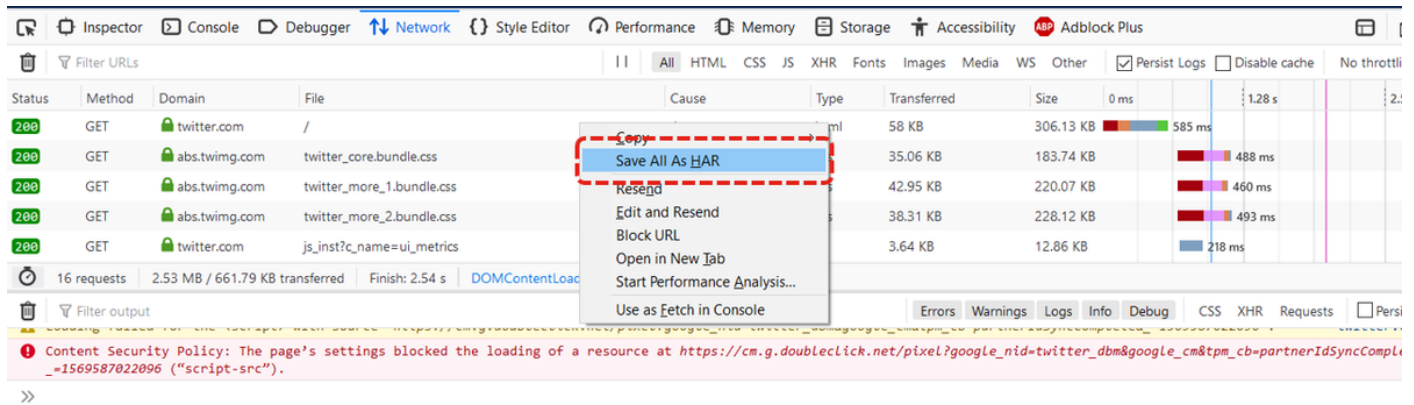 Inspector Console Debugger Network Style Editor Performance Memory Storage Accessibility ABP Adblock Plus
Filter URLs All HTML CSS JS XHR Fonts Images Media WS Other Persist Logs Disable cache No throttli
Status Method Domain File Cause Type Transferred Size 0 ms 1.28 s 2.
200 GET twitter.com / 58 KB 306.13 KB 585 ms
Copy
200 GET abs.twimg.com twitter_core.bundle.css 35.06 KB 183.74 KB 488 ms
Save All As HAR
200 GET abs.twimg.com twitter_more_1.bundle.css 42.95 KB 220.07 KB 460 ms
Resend
200 GET abs.twimg.com twitter_more_2.bundle.css 38.31 KB 228.12 KB 493 ms
Edit and Resend
Block URL
200 GET twitter.com js_inst?c_name=ui_metrics 3.64 KB 12.86 KB 218 ms
Open in New Tab
16 requests 2.53 MB / 661.79 KB transferred Finish: 2.54 s DOMContentLoad
Start Performance Analysis...
Use as Fetch in Console
Filter output Errors Warnings Logs Info Debug CSS XHR Requests Persi
Content Security Policy: The page's settings blocked the loading of a resource at https://cm.g.doubleclick.net/pixel?google_nid=twitter_dbm&google_cm&tpm_cb=partnerIdSyncComple
_=1569587022096 (“script-src”).